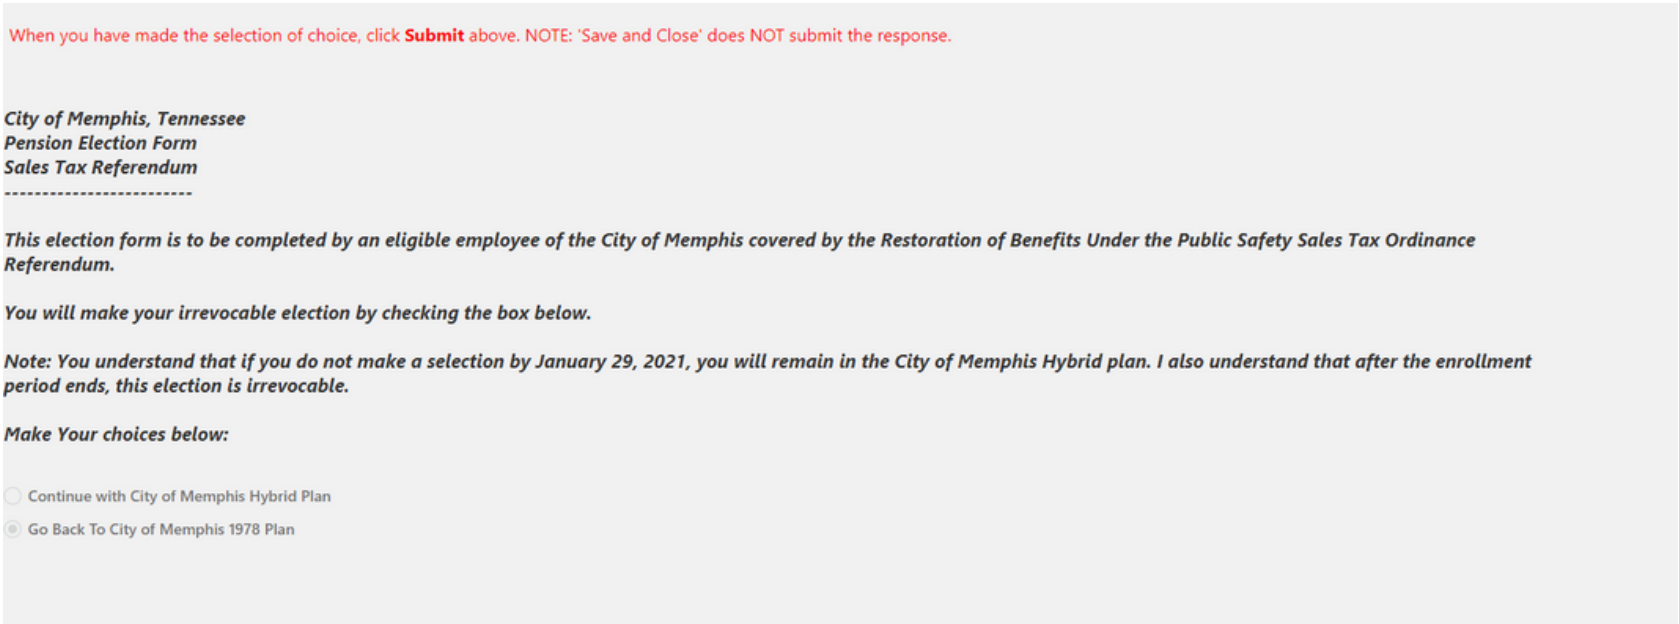 When you have made the selection of choice, click Submit above. NOTE: 'Save and Close' does NOT submit the response.
City of Memphis, Tennessee
Pension Election Form
Sales Tax Referendum
-------------------------
This election form is to be completed by an eligible employee of the City of Memphis covered by the Restoration of Benefits Under the Public Safety Sales Tax Ordinance
Referendum.
You will make your irrevocable election by checking the box below.
Note: You understand that if you do not make a selection by January 29, 2021, you will remain in the City of Memphis Hybrid plan. I also understand that after the enrollment
period ends, this election is irrevocable.
Make Your choices below:
Continue with City of Memphis Hybrid Plan
Go Back To City of Memphis 1978 Plan